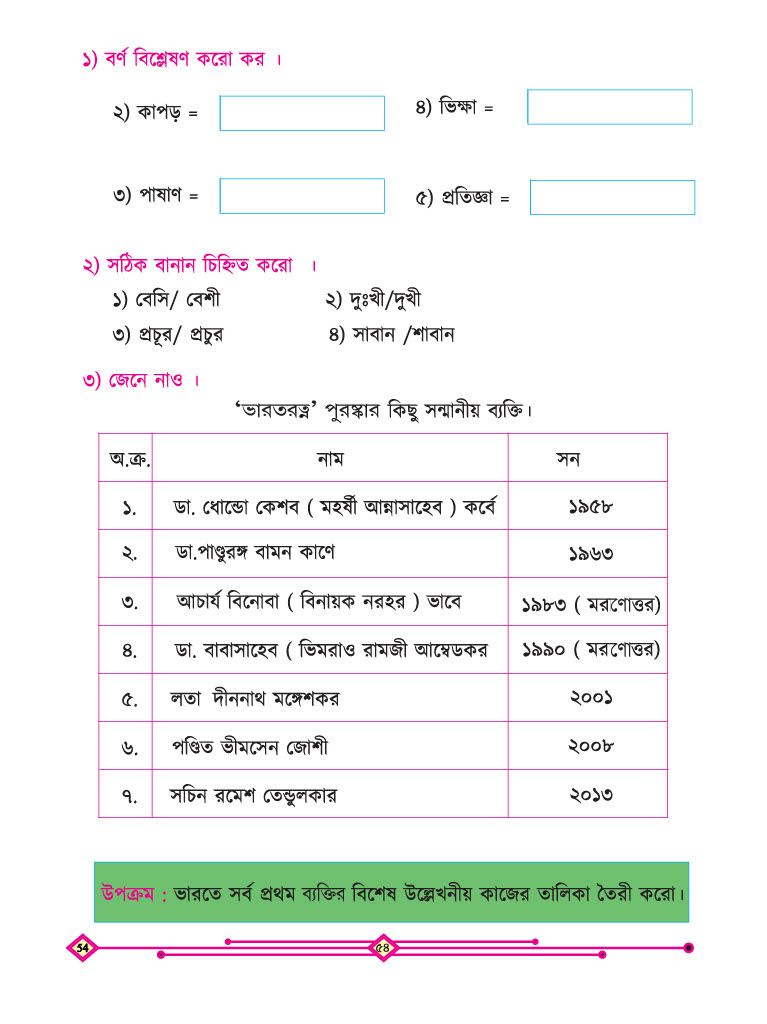 ১) বর্ণ বিশ্লেষণ করো কর ।
২) কাপড় = ৪) ভিক্ষা =
৩) পাষাণ = ৫) প্রতিজ্ঞা =
২) সঠিক বানান চিহ্নিত করো ।
১) বেসি/ বেশী ২) দুঃখী/দুখী
৩) প্রচূর/ প্রচুর ৪) সাবান /শাবান
৩) জেনে নাও ।
‘ভারতরত্ন’ পুরস্কার কিছু সন্মানীয় ব্যক্তি।
অ.ক্র. নাম সন
১. ডা. ধোন্ডো কেশব ( মহর্ষী আন্নাসাহেব ) কর্বে ১৯৫৮
২. ডা.পাণ্ডুরঙ্গ বামন কাণে ১৯৬৩
৩. আচার্য বিনোবা ( বিনায়ক নরহর ) ভাবে ১৯৮৩ ( মরণোত্তর)
৪. ডা. বাবাসাহেব ( ভিমরাও রামজী আম্বেডকর ১৯৯০ ( মরণোত্তর)
৫. লতা দীননাথ মঙ্গেশকর ২০০১
৬. পণ্ডিত ভীমসেন জোশী ২০০৮
৭. সচিন রমেশ তেন্ডুলকার ২০১৩
উপক্রম : ভারতে সর্ব প্রথম ব্যক্তির বিশেষ উল্লেখনীয় কাজের তালিকা তৈরী করো।
54 ৫৪